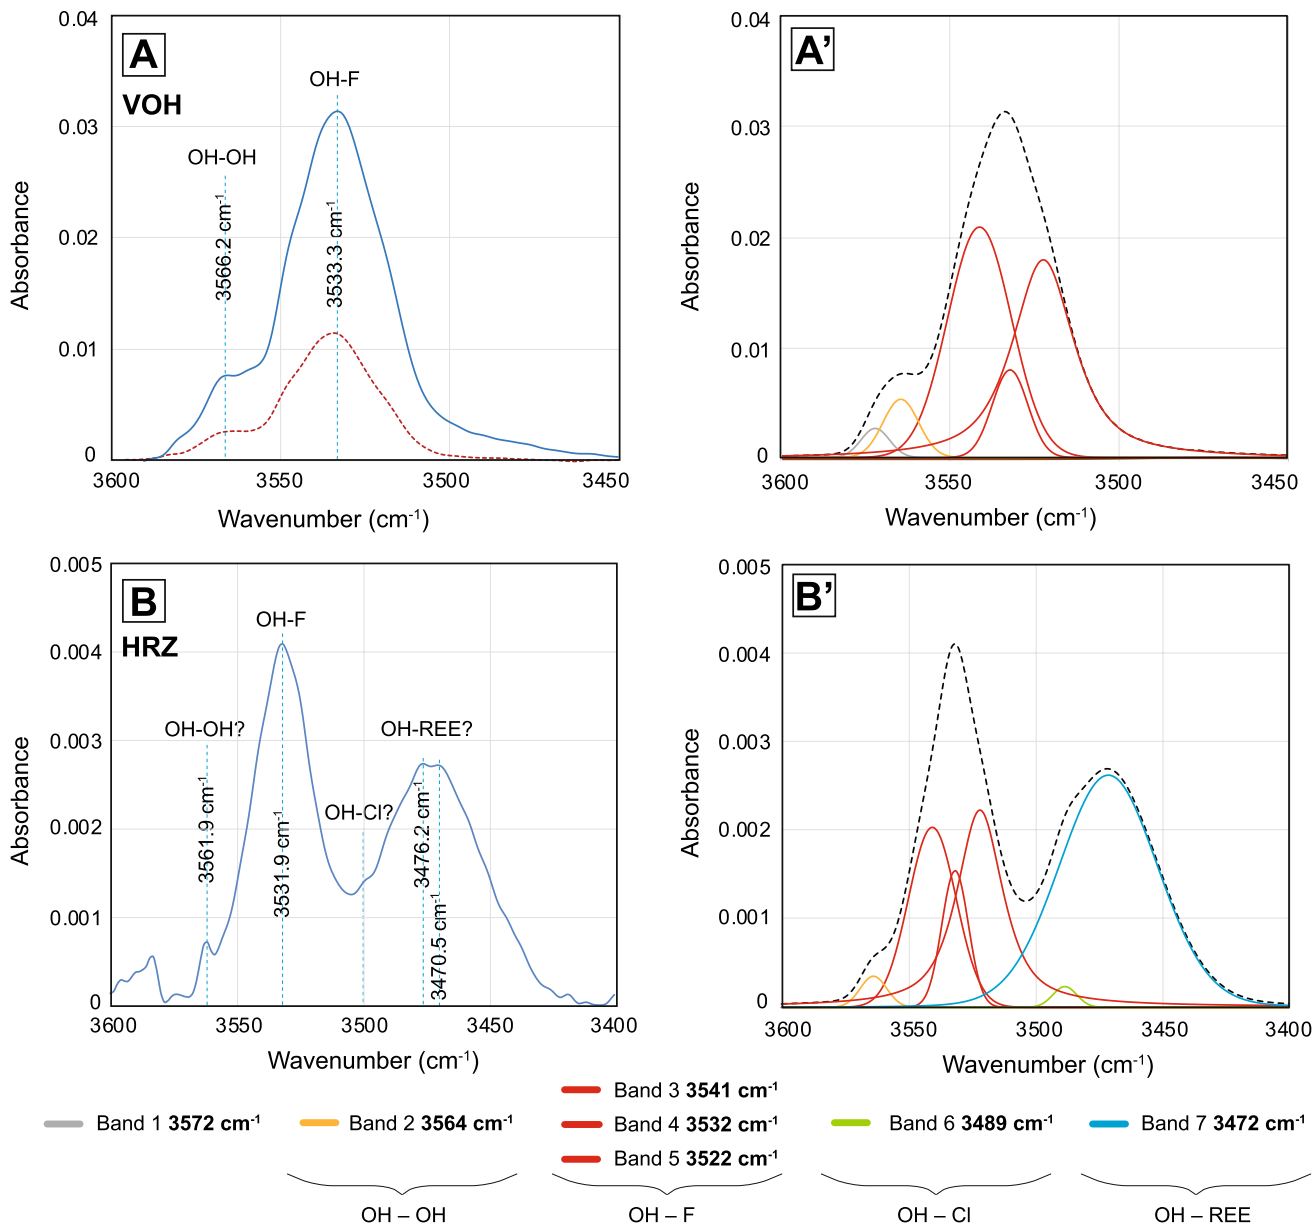 A
VOH
OH-F
OH-OH
3566.2 cm-1
3533.3 cm-1
0.04
0.03
0.02
0.01
0
Absorbance
3600
3550
3500
3450
Wavenumber (cm-1)
A’
0.04
0.03
0.02
0.01
0
Absorbance
3600
3550
3500
3450
Wavenumber (cm-1)
B
HRZ
OH-F
OH-OH?
OH-REE?
OH-Cl?
3561.9 cm-1
3531.9 cm-1
3476.2 cm-1
3470.5 cm-1
0.005
0.004
0.003
0.002
0.001
0
Absorbance
3600
3550
3500
3450
3400
Wavenumber (cm-1)
B’
0.005
0.004
0.003
0.002
0.001
0
Absorbance
3600
3550
3500
3450
3400
Wavenumber (cm-1)
Band 1 3572 cm-1
Band 2 3564 cm-1
Band 3 3541 cm-1
Band 4 3532 cm-1
Band 5 3522 cm-1
Band 6 3489 cm-1
Band 7 3472 cm-1
OH – OH
OH – F
OH – Cl
OH – REE